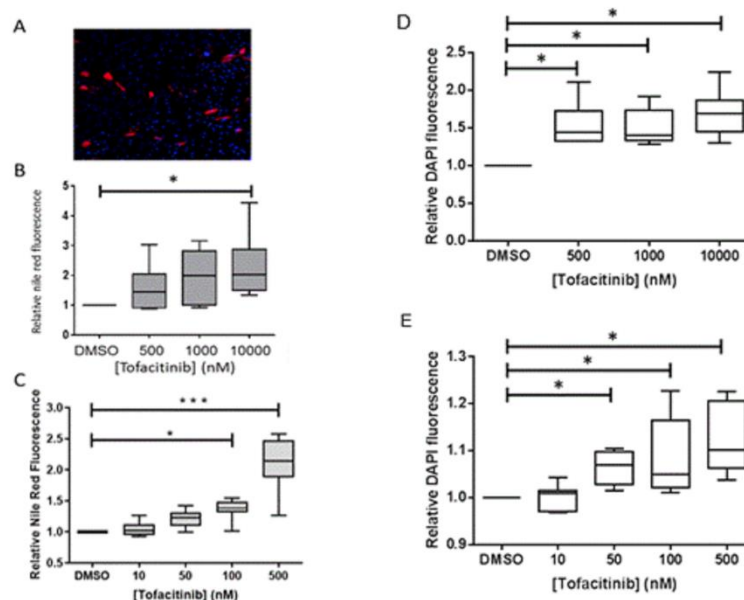 A
B
Relative nile red fluorescence
5
4
3
2
1
0
*
DMSO 500 1000 10000
[Tofacitinib] (nM)
C
Relative Nile Red Fluorescence
3.0
2.5
2.0
1.5
1.0
0.5
***
*
DMSO 10 50 100 500
[Tofacitinib] (nM)
D
Relative DAPI fluorescence
2.5
2.0
1.5
1.0
0.5
0.0
*
*
*
DMSO 500 1000 10000
[Tofacitinib] (nM)
E
Relative DAPI fluorescence
1.3
1.2
1.1
1.0
0.9
*
*
*
DMSO 10 50 100 500
[Tofacitinib] (nM)